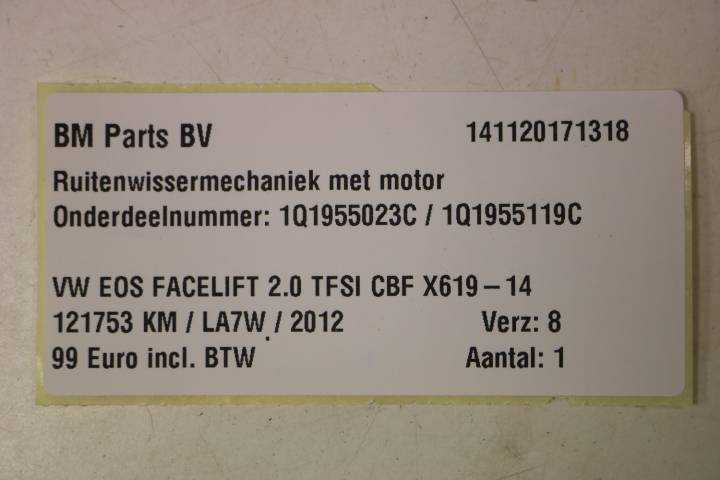 BM Parts BV 141120171318
Ruitenwissermechaniek met motor
Onderdeelnummer: 1Q1955023C / 1Q1955119C
VW EOS FACELIFT 2.0 TFSI CBF X619-14
121753 KM / LA7W / 2012 Verz: 8
99 Euro incl. BTW Aantal: 1